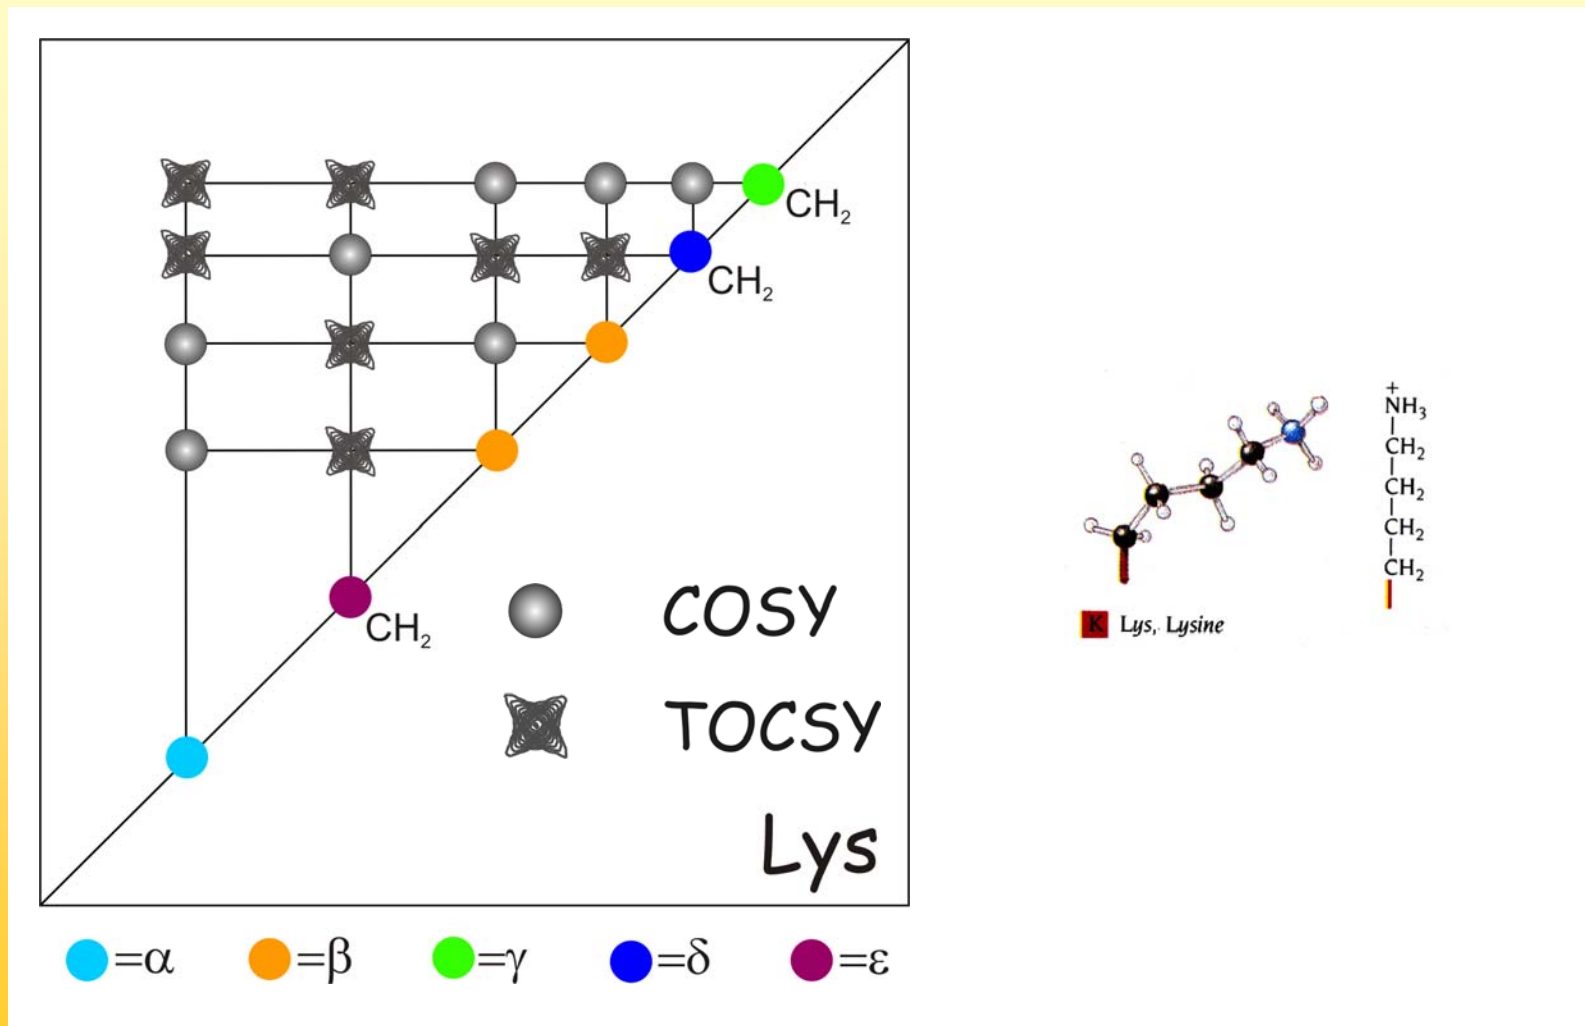 CH₂
CH₂
CH₂
COSY
TOCSY
Lys
=α =β =γ =δ =ε
+
NH₃
CH₂
CH₂
CH₂
CH₂
K Lys, Lysine